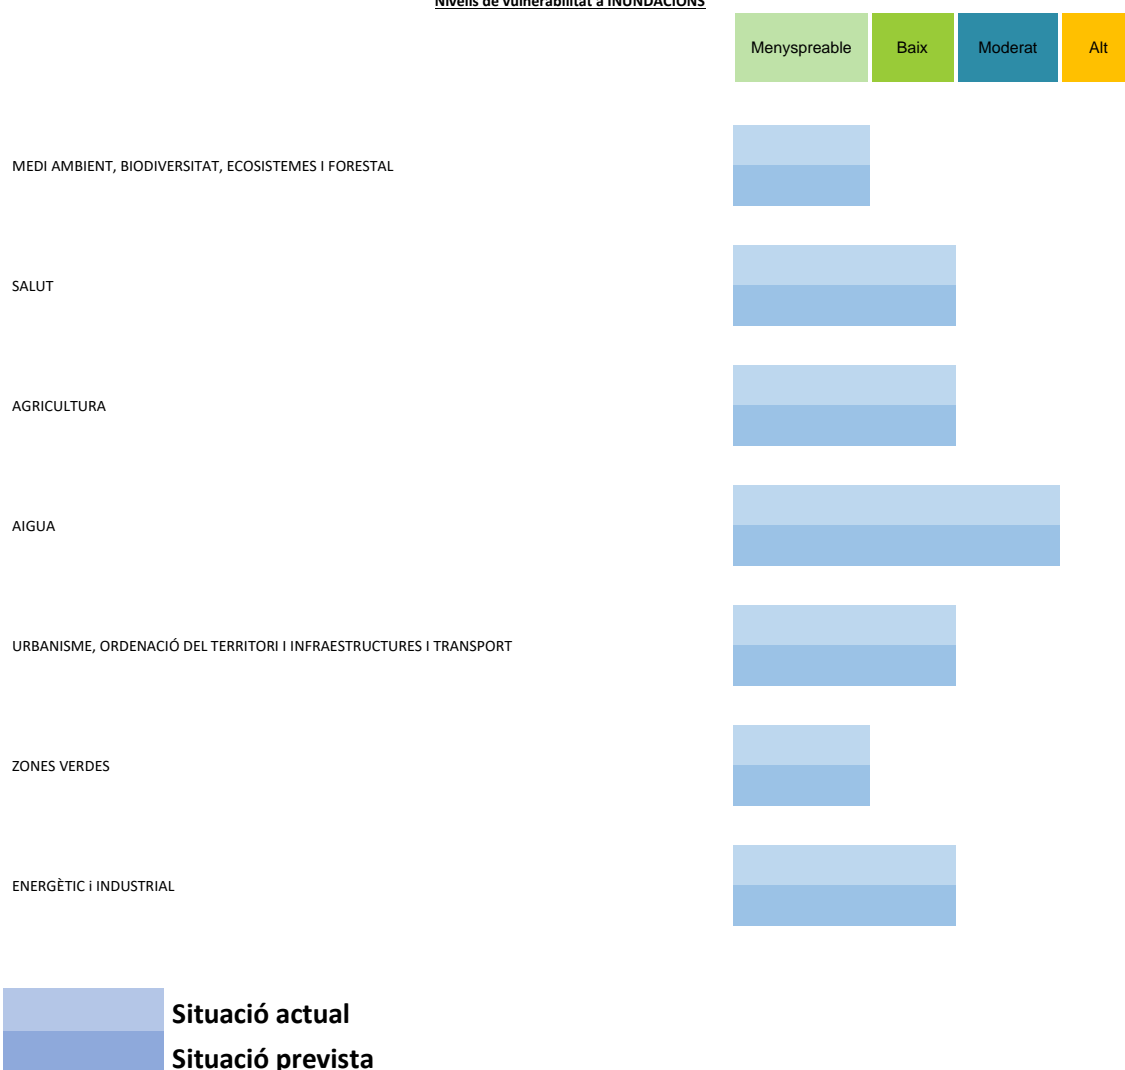 Nivells de vulnerabilitat a INUNDACIONS
Menyspreable Baix Moderat Alt
MEDI AMBIENT, BIODIVERSITAT, ECOSISTEMES I FORESTAL
SALUT
AGRICULTURA
AIGUA
URBANISME, ORDENACIÓ DEL TERRITORI I INFRAESTRUCTURES I TRANSPORT
ZONES VERDES
ENERGÈTIC i INDUSTRIAL
Situació actual
Situació prevista